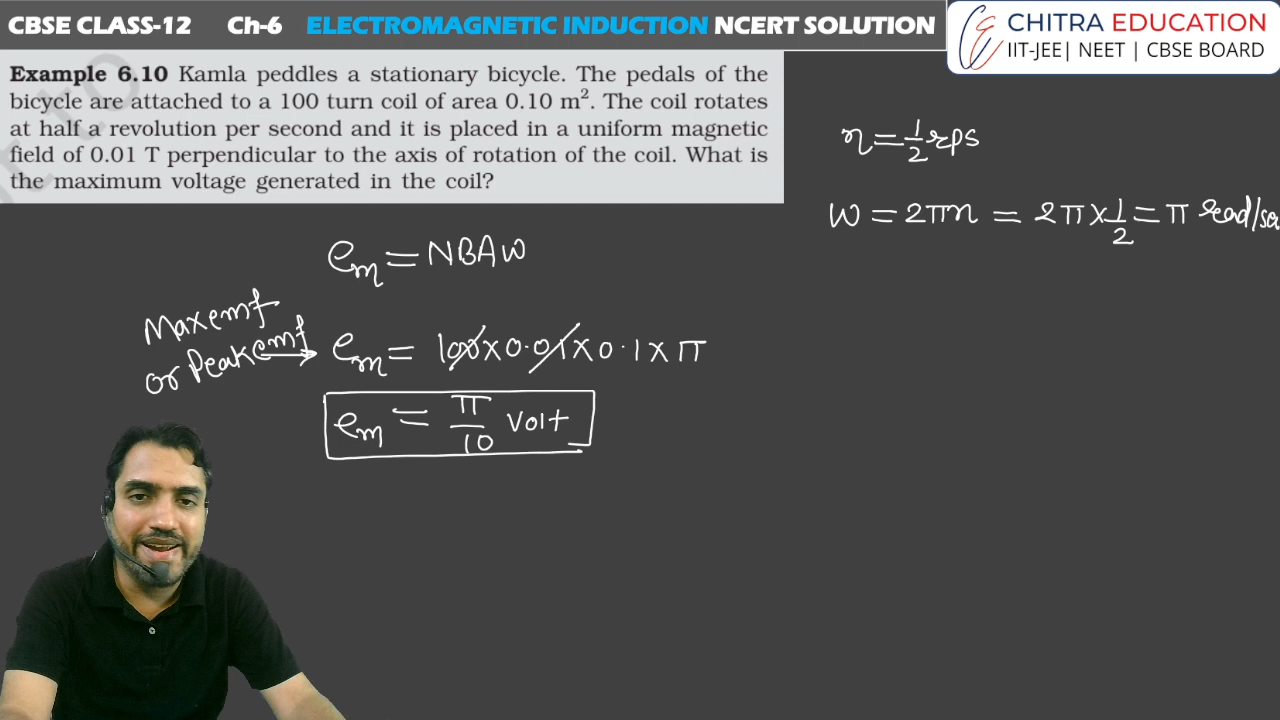 CBSE CLASS-12 Ch-6 ELECTROMAGNETIC INDUCTION NCERT SOLUTION
CHITRA EDUCATION
IIT-JEE| NEET | CBSE BOARD
Example 6.10 Kamla peddles a stationary bicycle. The pedals of the
bicycle are attached to a 100 turn coil of area 0.10 m². The coil rotates
at half a revolution per second and it is placed in a uniform magnetic
field of 0.01 T perpendicular to the axis of rotation of the coil. What is
the maximum voltage generated in the coil?
n = 1/2 rps
w = 2πn = 2π × 1/2 = π read/sec
em = NBAW
Max emf
or Peak emf
em = 100 × 0.01 × 0.1 × π
em = π/10 Volt